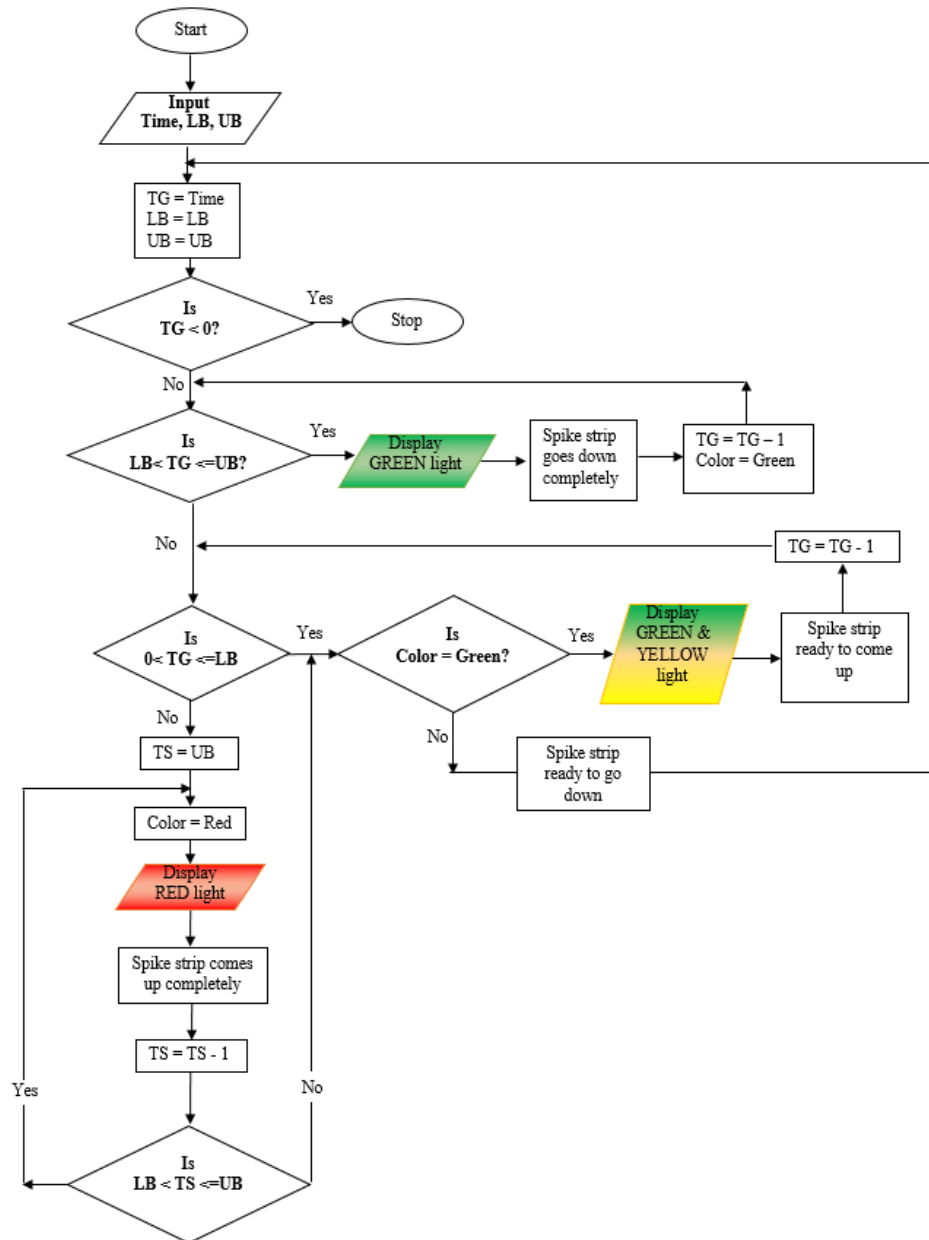 Start
Input
Time, LB, UB
TG = Time
LB = LB
UB = UB
Is
TG < 0?
Yes
Stop
No
Is
LB< TG <=UB?
Yes
Display
GREEN light
Spike strip
goes down
completely
TG = TG – 1
Color = Green
No
TG = TG - 1
Is
0< TG <=LB
Yes
Is
Color = Green?
Yes
Display
GREEN &
YELLOW
light
Spike strip
ready to come
up
No
No
TS = UB
Spike strip
ready to go
down
Color = Red
Display
RED light
Spike strip comes
up completely
TS = TS - 1
Yes
No
Is
LB < TS <=UB